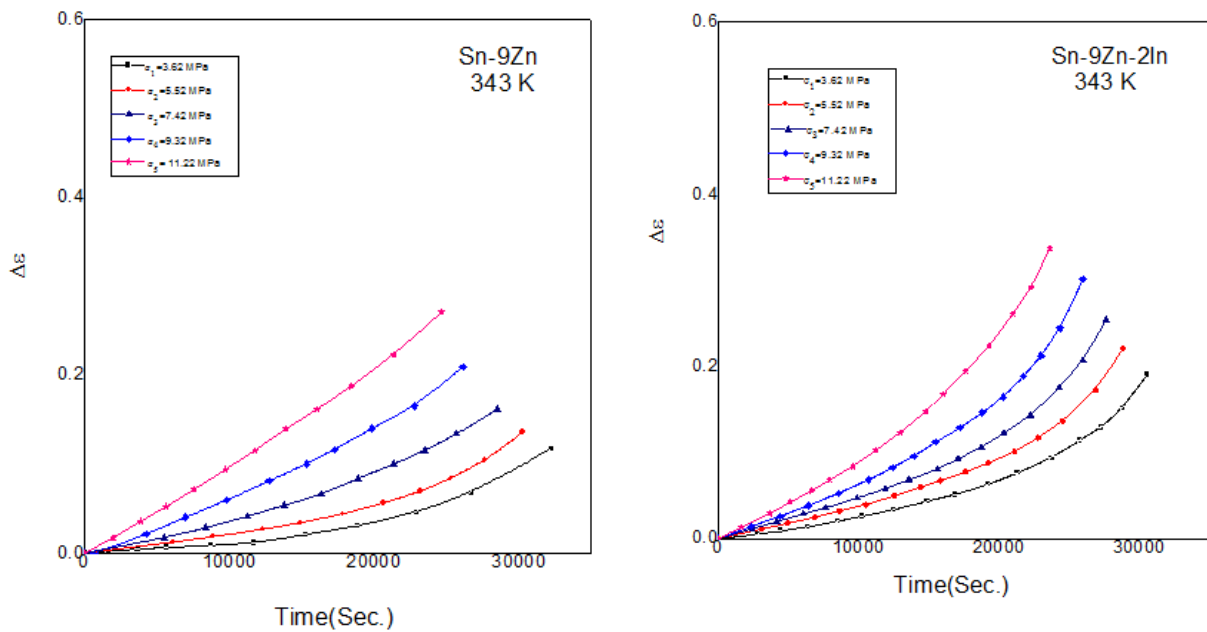 0.6
0.4
0.2
0.0
Δε
σ1=3.62 MPa
σ2=5.52 MPa
σ3=7.42 MPa
σ4=9.32 MPa
σ5= 11.22 MPa
Sn-9Zn
343 K
0 10000 20000 30000
Time(Sec.)
0.6
0.4
0.2
0.0
Δε
σ1=3.62 MPa
σ2=5.52 MPa
σ3=7.42 MPa
σ4=9.32 MPa
σ5=11.22 MPa
Sn-9Zn-2In
343 K
0 10000 20000 30000
Time(Sec.)